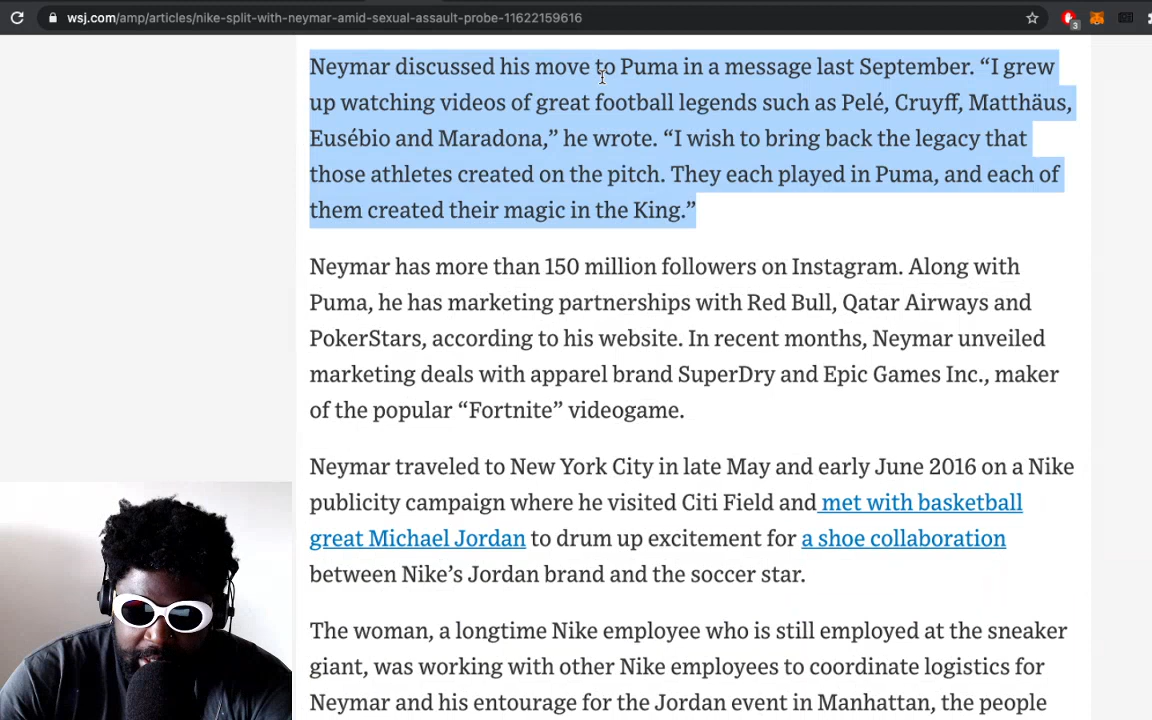 wsj.com/amp/articles/nike-split-with-neymar-amid-sexual-assault-probe-11622159616
3
Neymar discussed his move to Puma in a message last September. “I grew
up watching videos of great football legends such as Pelé, Cruyff, Matthäus,
Eusébio and Maradona,” he wrote. “I wish to bring back the legacy that
those athletes created on the pitch. They each played in Puma, and each of
them created their magic in the King.”
Neymar has more than 150 million followers on Instagram. Along with
Puma, he has marketing partnerships with Red Bull, Qatar Airways and
PokerStars, according to his website. In recent months, Neymar unveiled
marketing deals with apparel brand SuperDry and Epic Games Inc., maker
of the popular “Fortnite” videogame.
Neymar traveled to New York City in late May and early June 2016 on a Nike
publicity campaign where he visited Citi Field and met with basketball
great Michael Jordan to drum up excitement for a shoe collaboration
between Nike’s Jordan brand and the soccer star.
The woman, a longtime Nike employee who is still employed at the sneaker
giant, was working with other Nike employees to coordinate logistics for
Neymar and his entourage for the Jordan event in Manhattan, the people